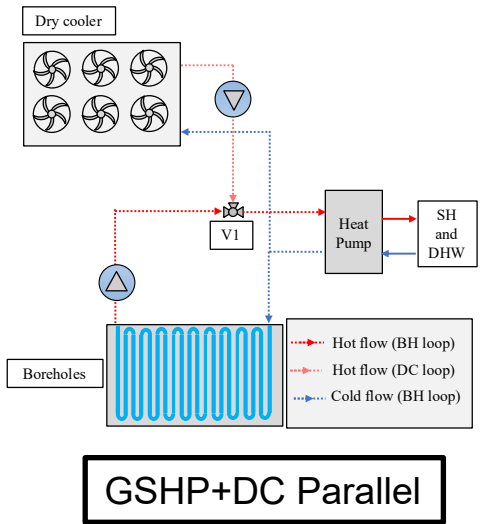 Dry cooler
V1
Heat
Pump
SH
and
DHW
Boreholes
Hot flow (BH loop)
Hot flow (DC loop)
Cold flow (BH loop)
GSHP+DC Parallel